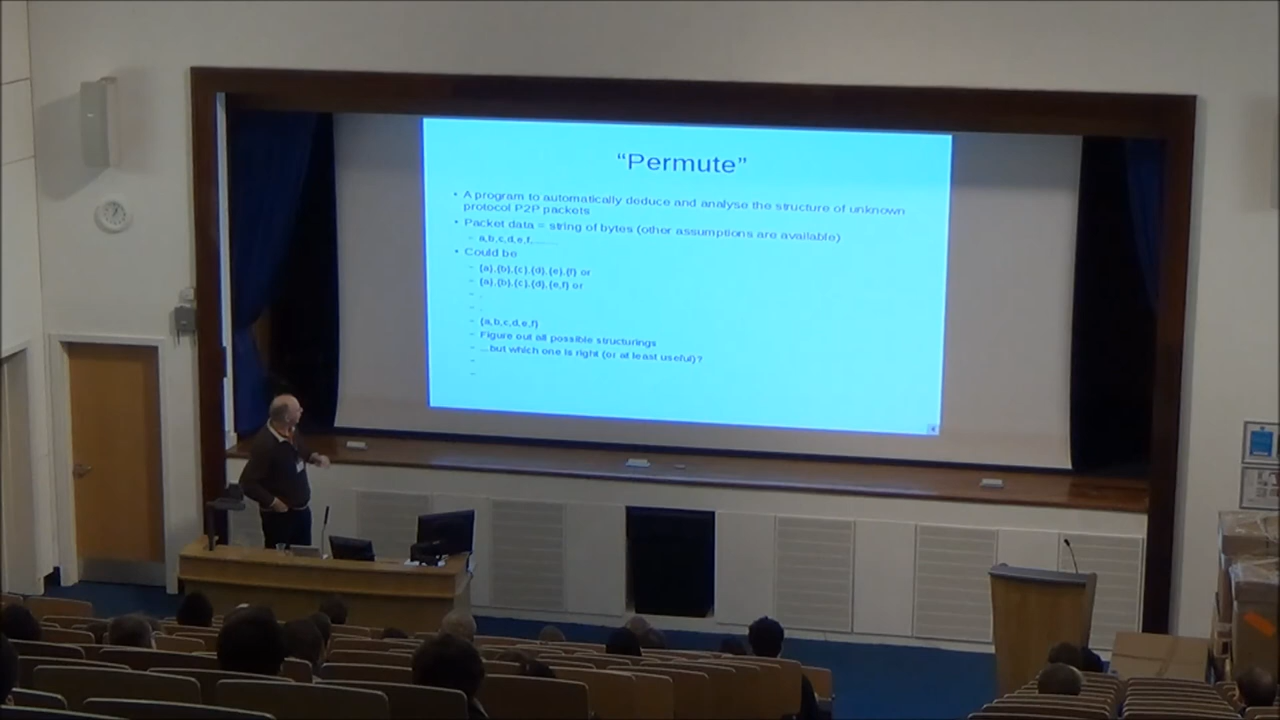 “Permute”
• A program to automatically deduce and analyse the structure of unknown
protocol P2P packets
• Packet data = string of bytes (other assumptions are available)
– a,b,c,d,e,f,........
• Could be
– {a},{b},{c},{d},{e},{f} or
– {a},{b},{c},{d},{e,f} or
– .
– .
– {a,b,c,d,e,f}
– Figure out all possible structurings
– ...but which one is right (or at least useful)?
–
–